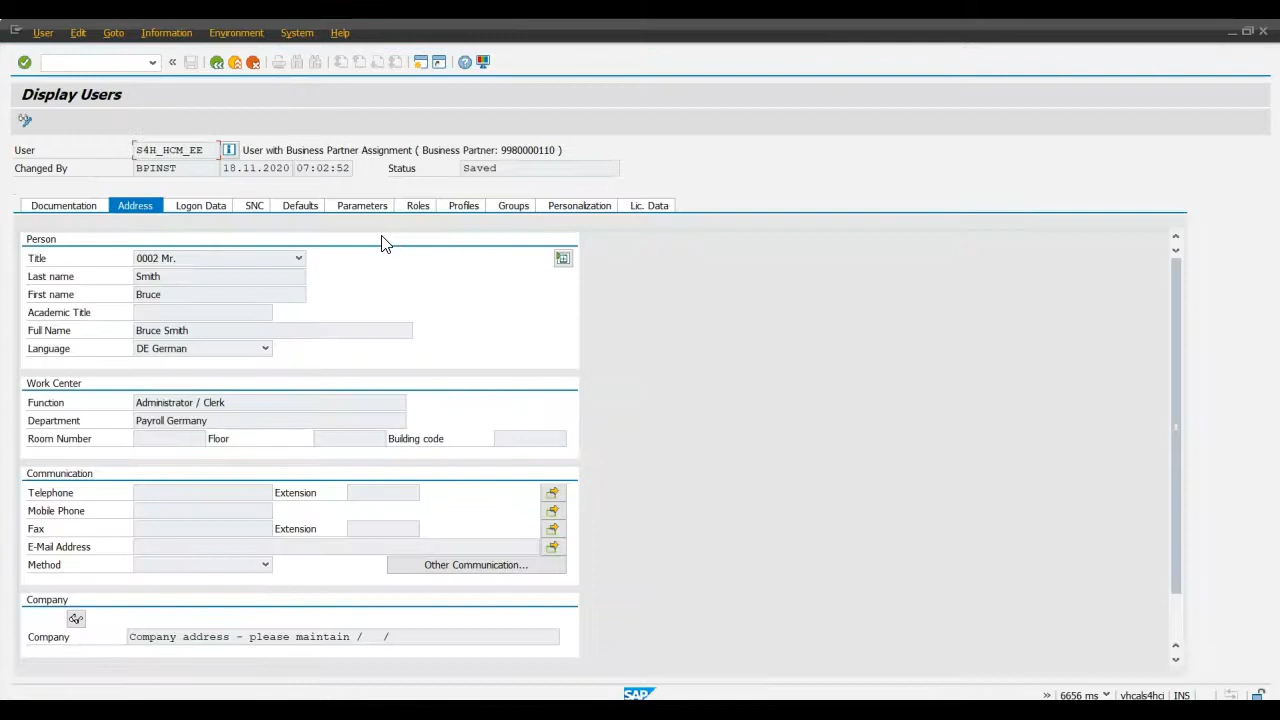 User Edit Goto Information Environment System Help
Display Users
User S4H_HCM_EE User with Business Partner Assignment ( Business Partner: 9980000110 )
Changed By BPINST 18.11.2020 07:02:52 Status Saved
Documentation Address Logon Data SNC Defaults Parameters Roles Profiles Groups Personalization Lic. Data
Person
Title 0002 Mr.
Last name Smith
First name Bruce
Academic Title
Full Name Bruce Smith
Language DE German
Work Center
Function Administrator / Clerk
Department Payroll Germany
Room Number Floor Building code
Communication
Telephone Extension
Mobile Phone
Fax Extension
E-Mail Address
Method Other Communication...
Company
Company Company address - please maintain / /
SAP » 6656 ms vhcals4hci INS